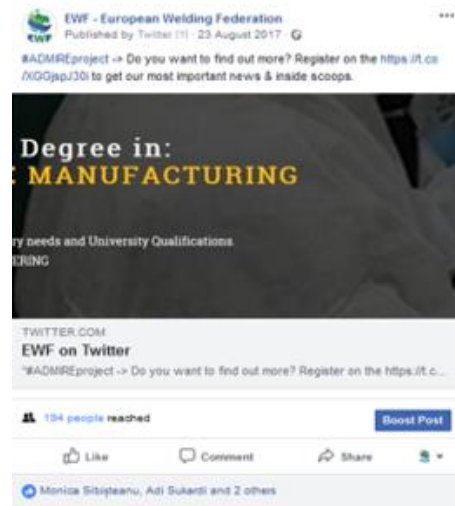 EWF - European Welding Federation
Published by Twitter [?] · 23 August 2017 ·
#ADMIREproject -> Do you want to find out more? Register on the https://t.co
/XGGjspJ30i to get our most important news & inside scoops.
Degree in:
E MANUFACTURING
ry needs and University Qualifications.
ERING
TWITTER.COM
EWF on Twitter
"#ADMIREproject -> Do you want to find out more? Register on the https://t.c...
194 people reached
Boost Post
Like Comment Share
Monica Sibișteanu, Adi Sukardi and 2 others